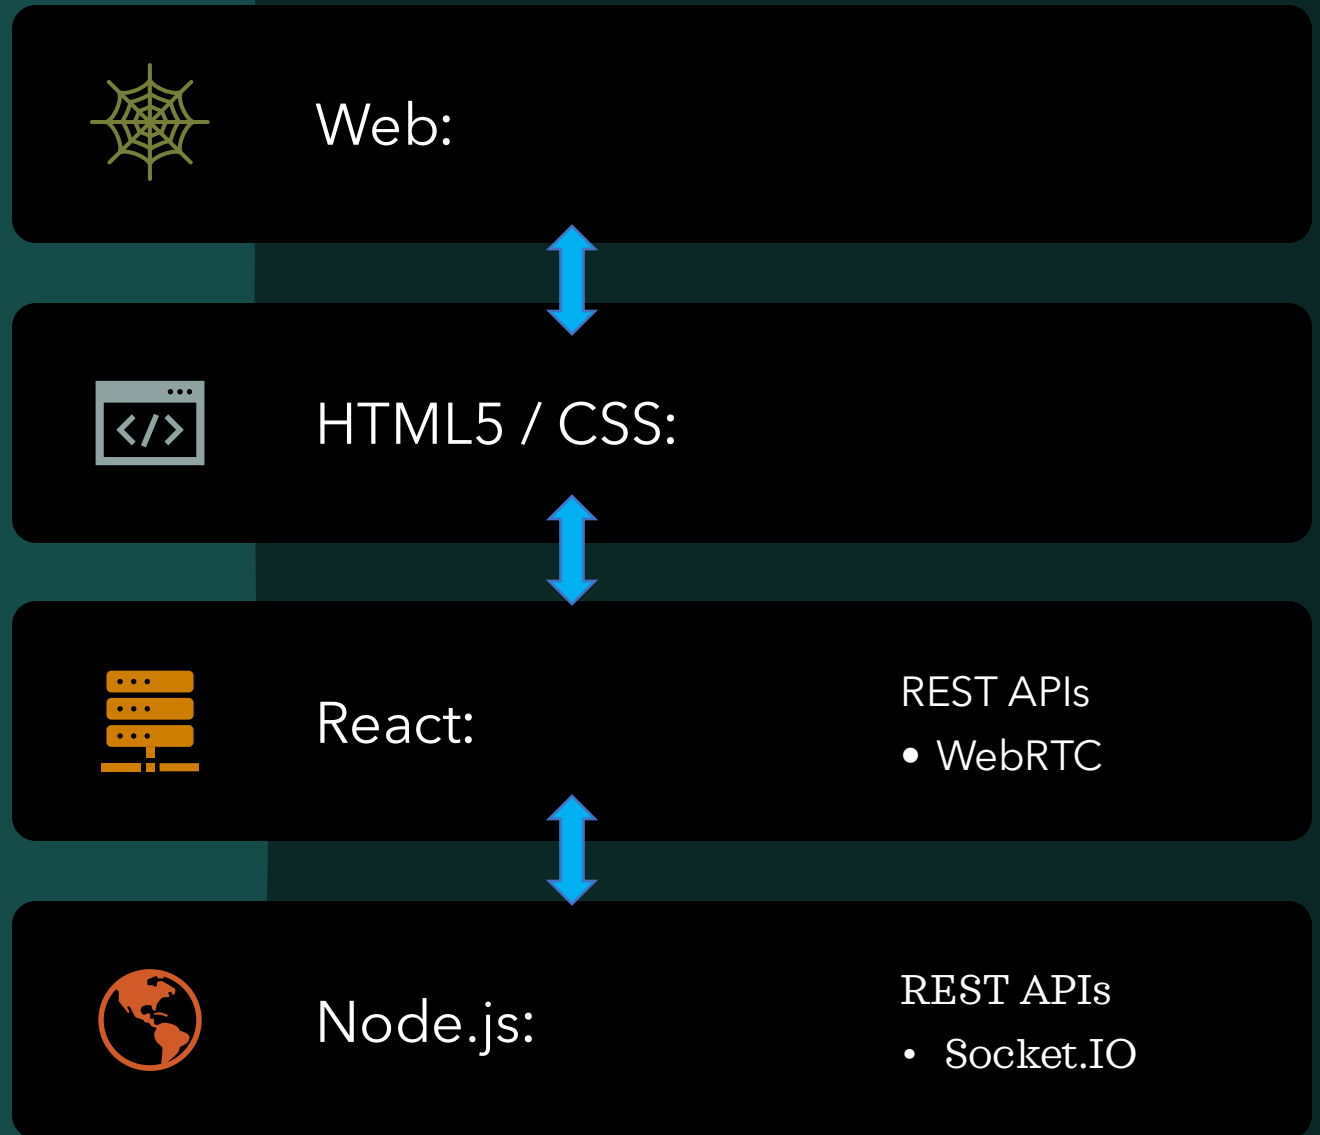 Web:
HTML5 / CSS:
React:
REST APIs
• WebRTC
Node.js:
REST APIs
• Socket.IO